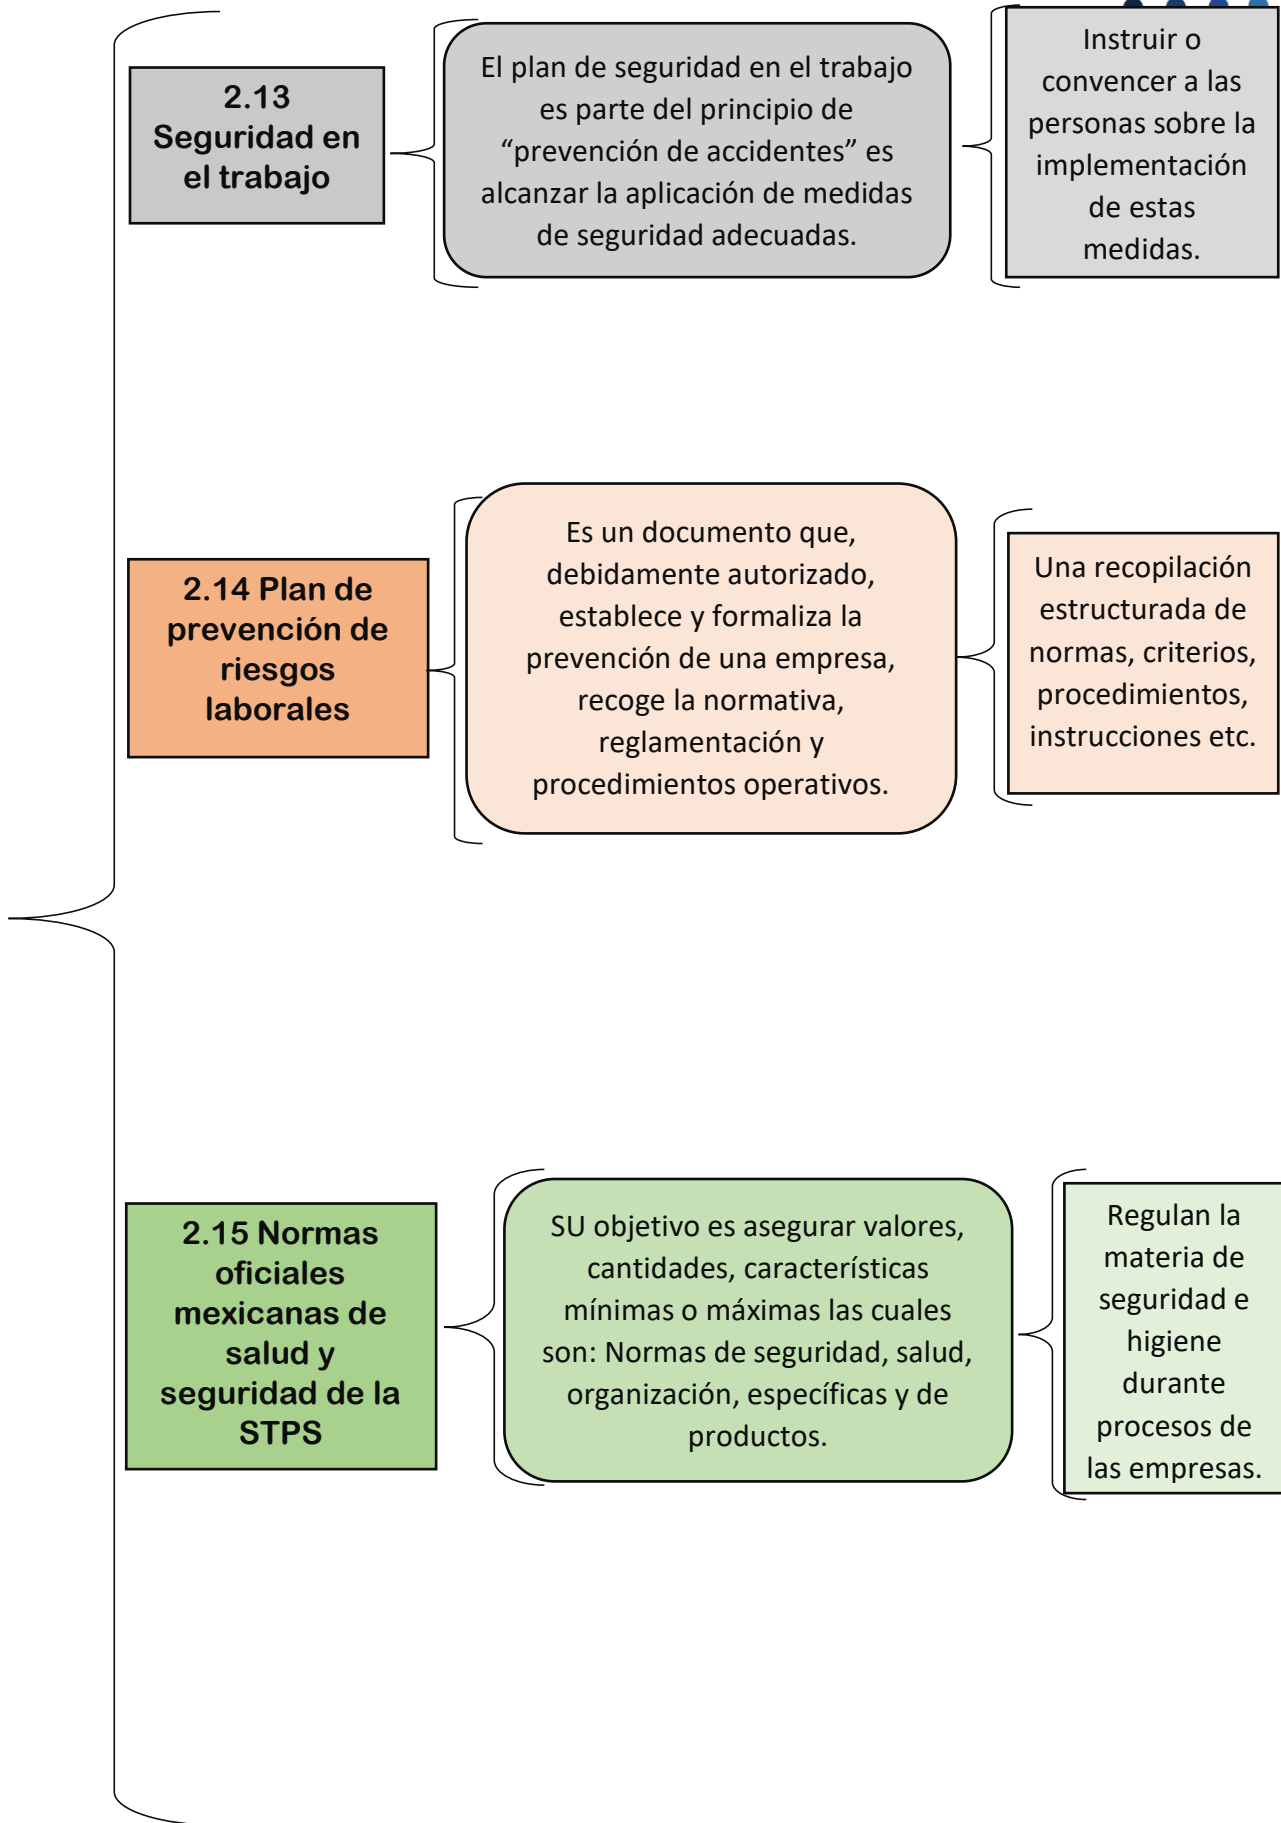 2.13
Seguridad en
el trabajo
El plan de seguridad en el trabajo
es parte del principio de
“prevención de accidentes” es
alcanzar la aplicación de medidas
de seguridad adecuadas.
Instruir o
convencer a las
personas sobre la
implementación
de estas
medidas.
2.14 Plan de
prevención de
riesgos
laborales
Es un documento que,
debidamente autorizado,
establece y formaliza la
prevención de una empresa,
recoge la normativa,
reglamentación y
procedimientos operativos.
Una recopilación
estructurada de
normas, criterios,
procedimientos,
instrucciones etc.
2.15 Normas
oficiales
mexicanas de
salud y
seguridad de la
STPS
SU objetivo es asegurar valores,
cantidades, características
mínimas o máximas las cuales
son: Normas de seguridad, salud,
organización, específicas y de
productos.
Regulan la
materia de
seguridad e
higiene
durante
procesos de
las empresas.